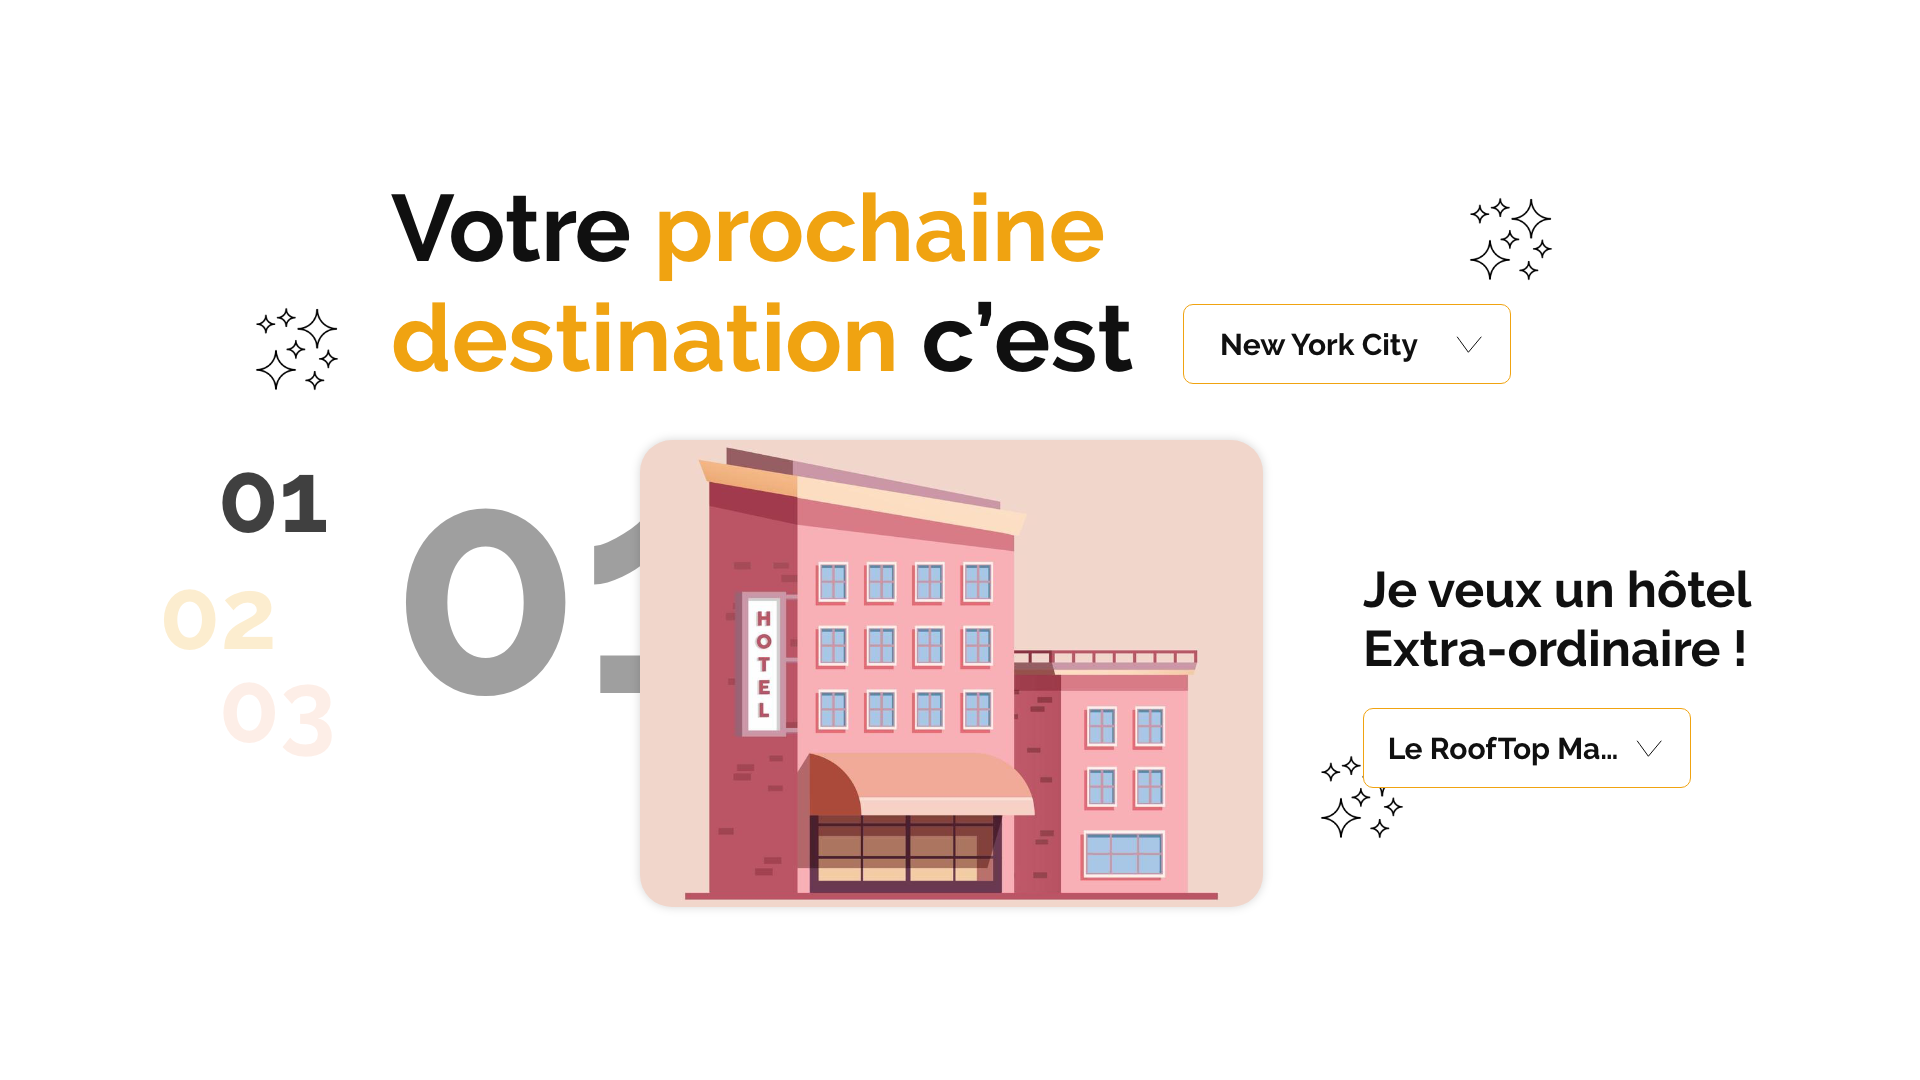 Votre prochaine
destination c’est
New York City
01
02
03
01
HOTEL
Je veux un hôtel
Extra-ordinaire !
Le RoofTop Ma...